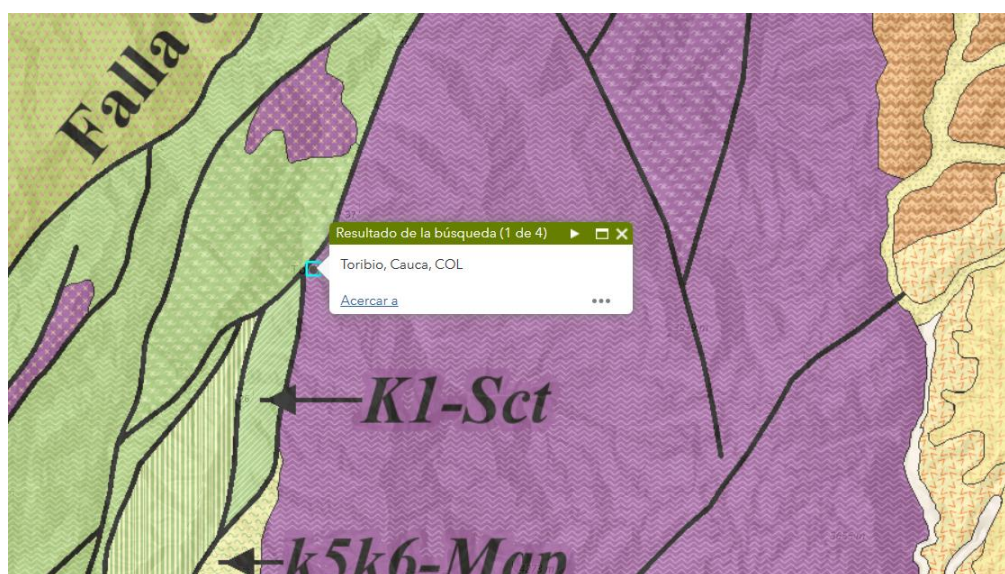 Falla
Resultado de la búsqueda (1 de 4)
Toribio, Cauca, COL
Acercar a
K1-Sct
k5k6-Map